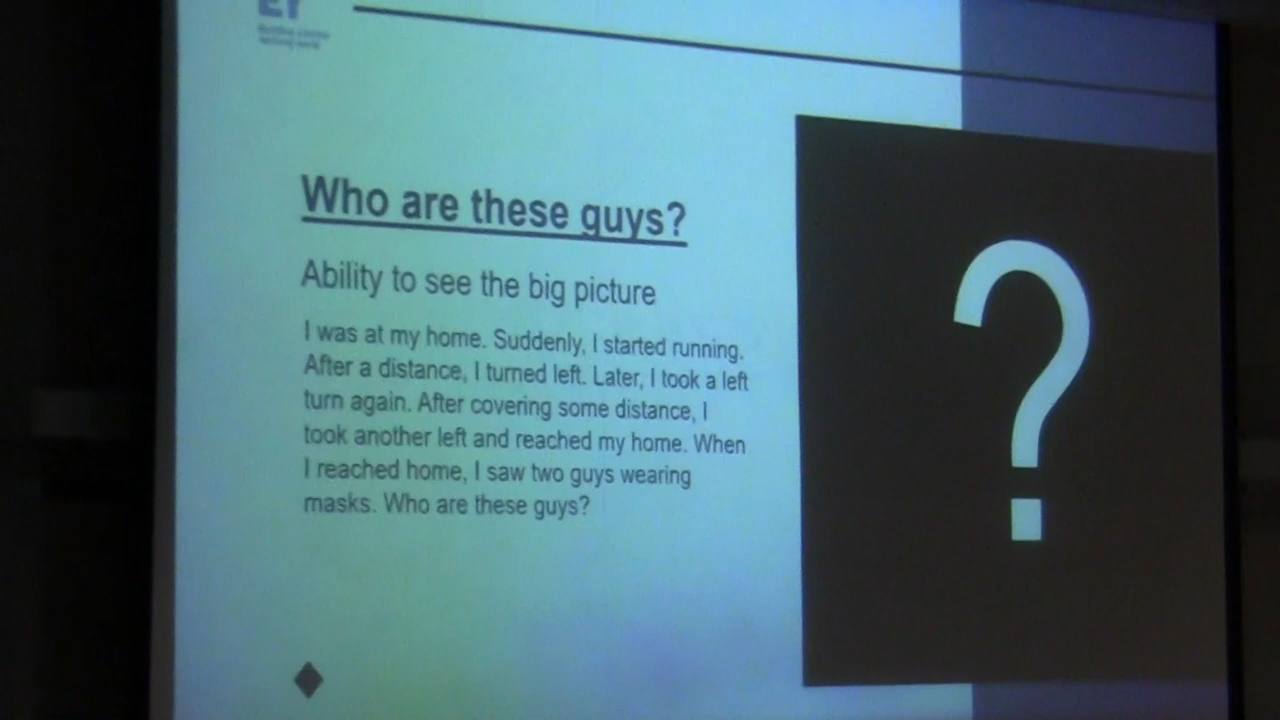 EY
Who are these guys?
Ability to see the big picture
I was at my home. Suddenly, I started running.
After a distance, I turned left. Later, I took a left
turn again. After covering some distance, I
took another left and reached my home. When
I reached home, I saw two guys wearing
masks. Who are these guys?
?